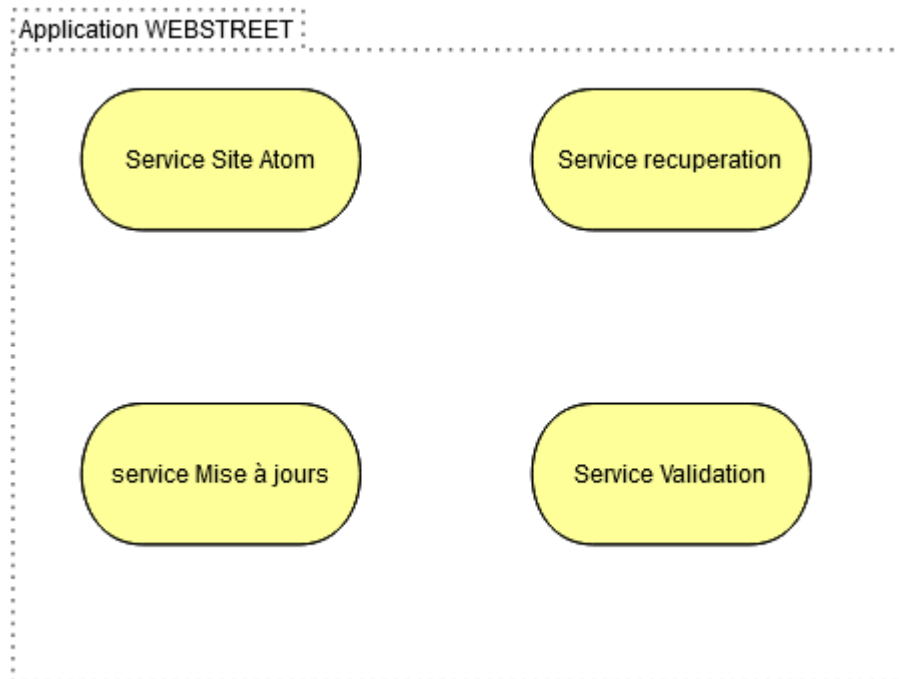 Application WEBSTREET
Service Site Atom
Service recuperation
service Mise à jours
Service Validation